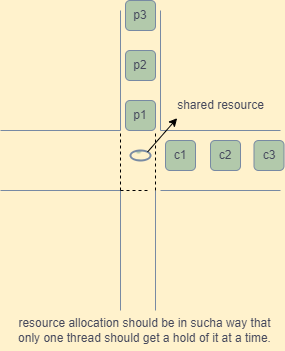 p3
p2
shared resource
p1
c1 c2 c3
resource allocation should be in sucha way that
only one thread should get a hold of it at a time.